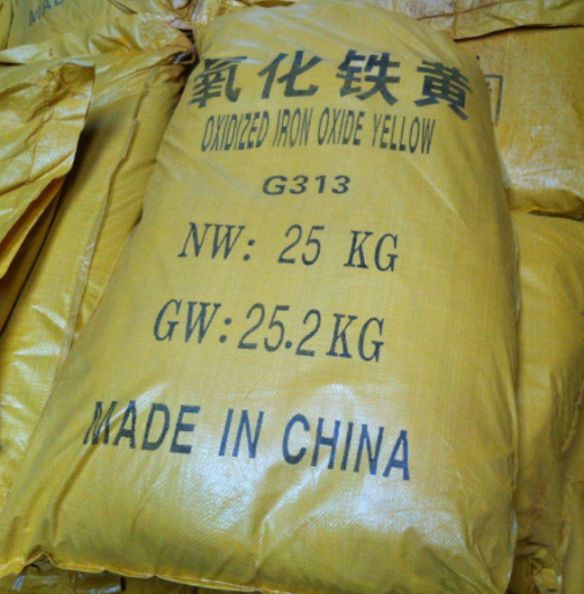 氧化铁黄
OXIDIZED IRON OXIDE YELLOW
G313
NW: 25 KG
GW: 25.2KG
MADE IN CHINA